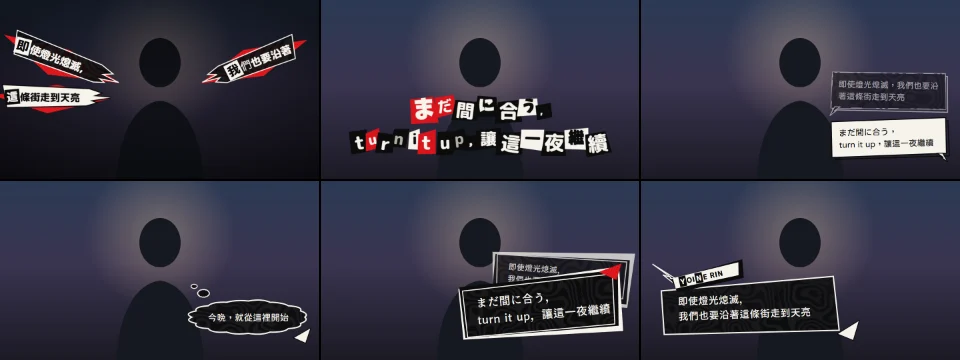 即使燈光熄滅,
我們也要沿著
這條街走到天亮
まだ間に合う,
turn it up, 讓這一夜繼續
即使燈光熄滅，我們也要沿
著這條街走到天亮
まだ間に合う，
turn it up，讓這一夜繼續
今晚，就從這裡開始
即使燈光熄滅,
我們
まだ間に合う,
turn it up, 讓這一夜繼續
YOINE RIN
即使燈光熄滅,
我們也要沿著這條街走到天亮